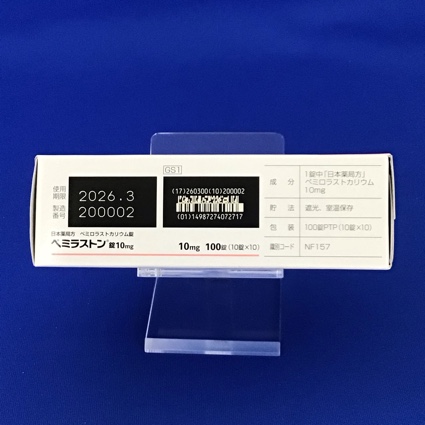 使用
期限 2026.3
製造
番号 200002
日本薬局方 ペミロラストカリウム錠
ペミラストン®錠10mg
GS1
(17)260300(10)200002
(01)14987274072717
10mg 100錠 (10錠×10)
成分 1錠中「日本薬局方」
ペミロラストカリウム
10mg
貯法 遮光、室温保存
包装 100錠PTP(10錠×10)
識別コード NF157